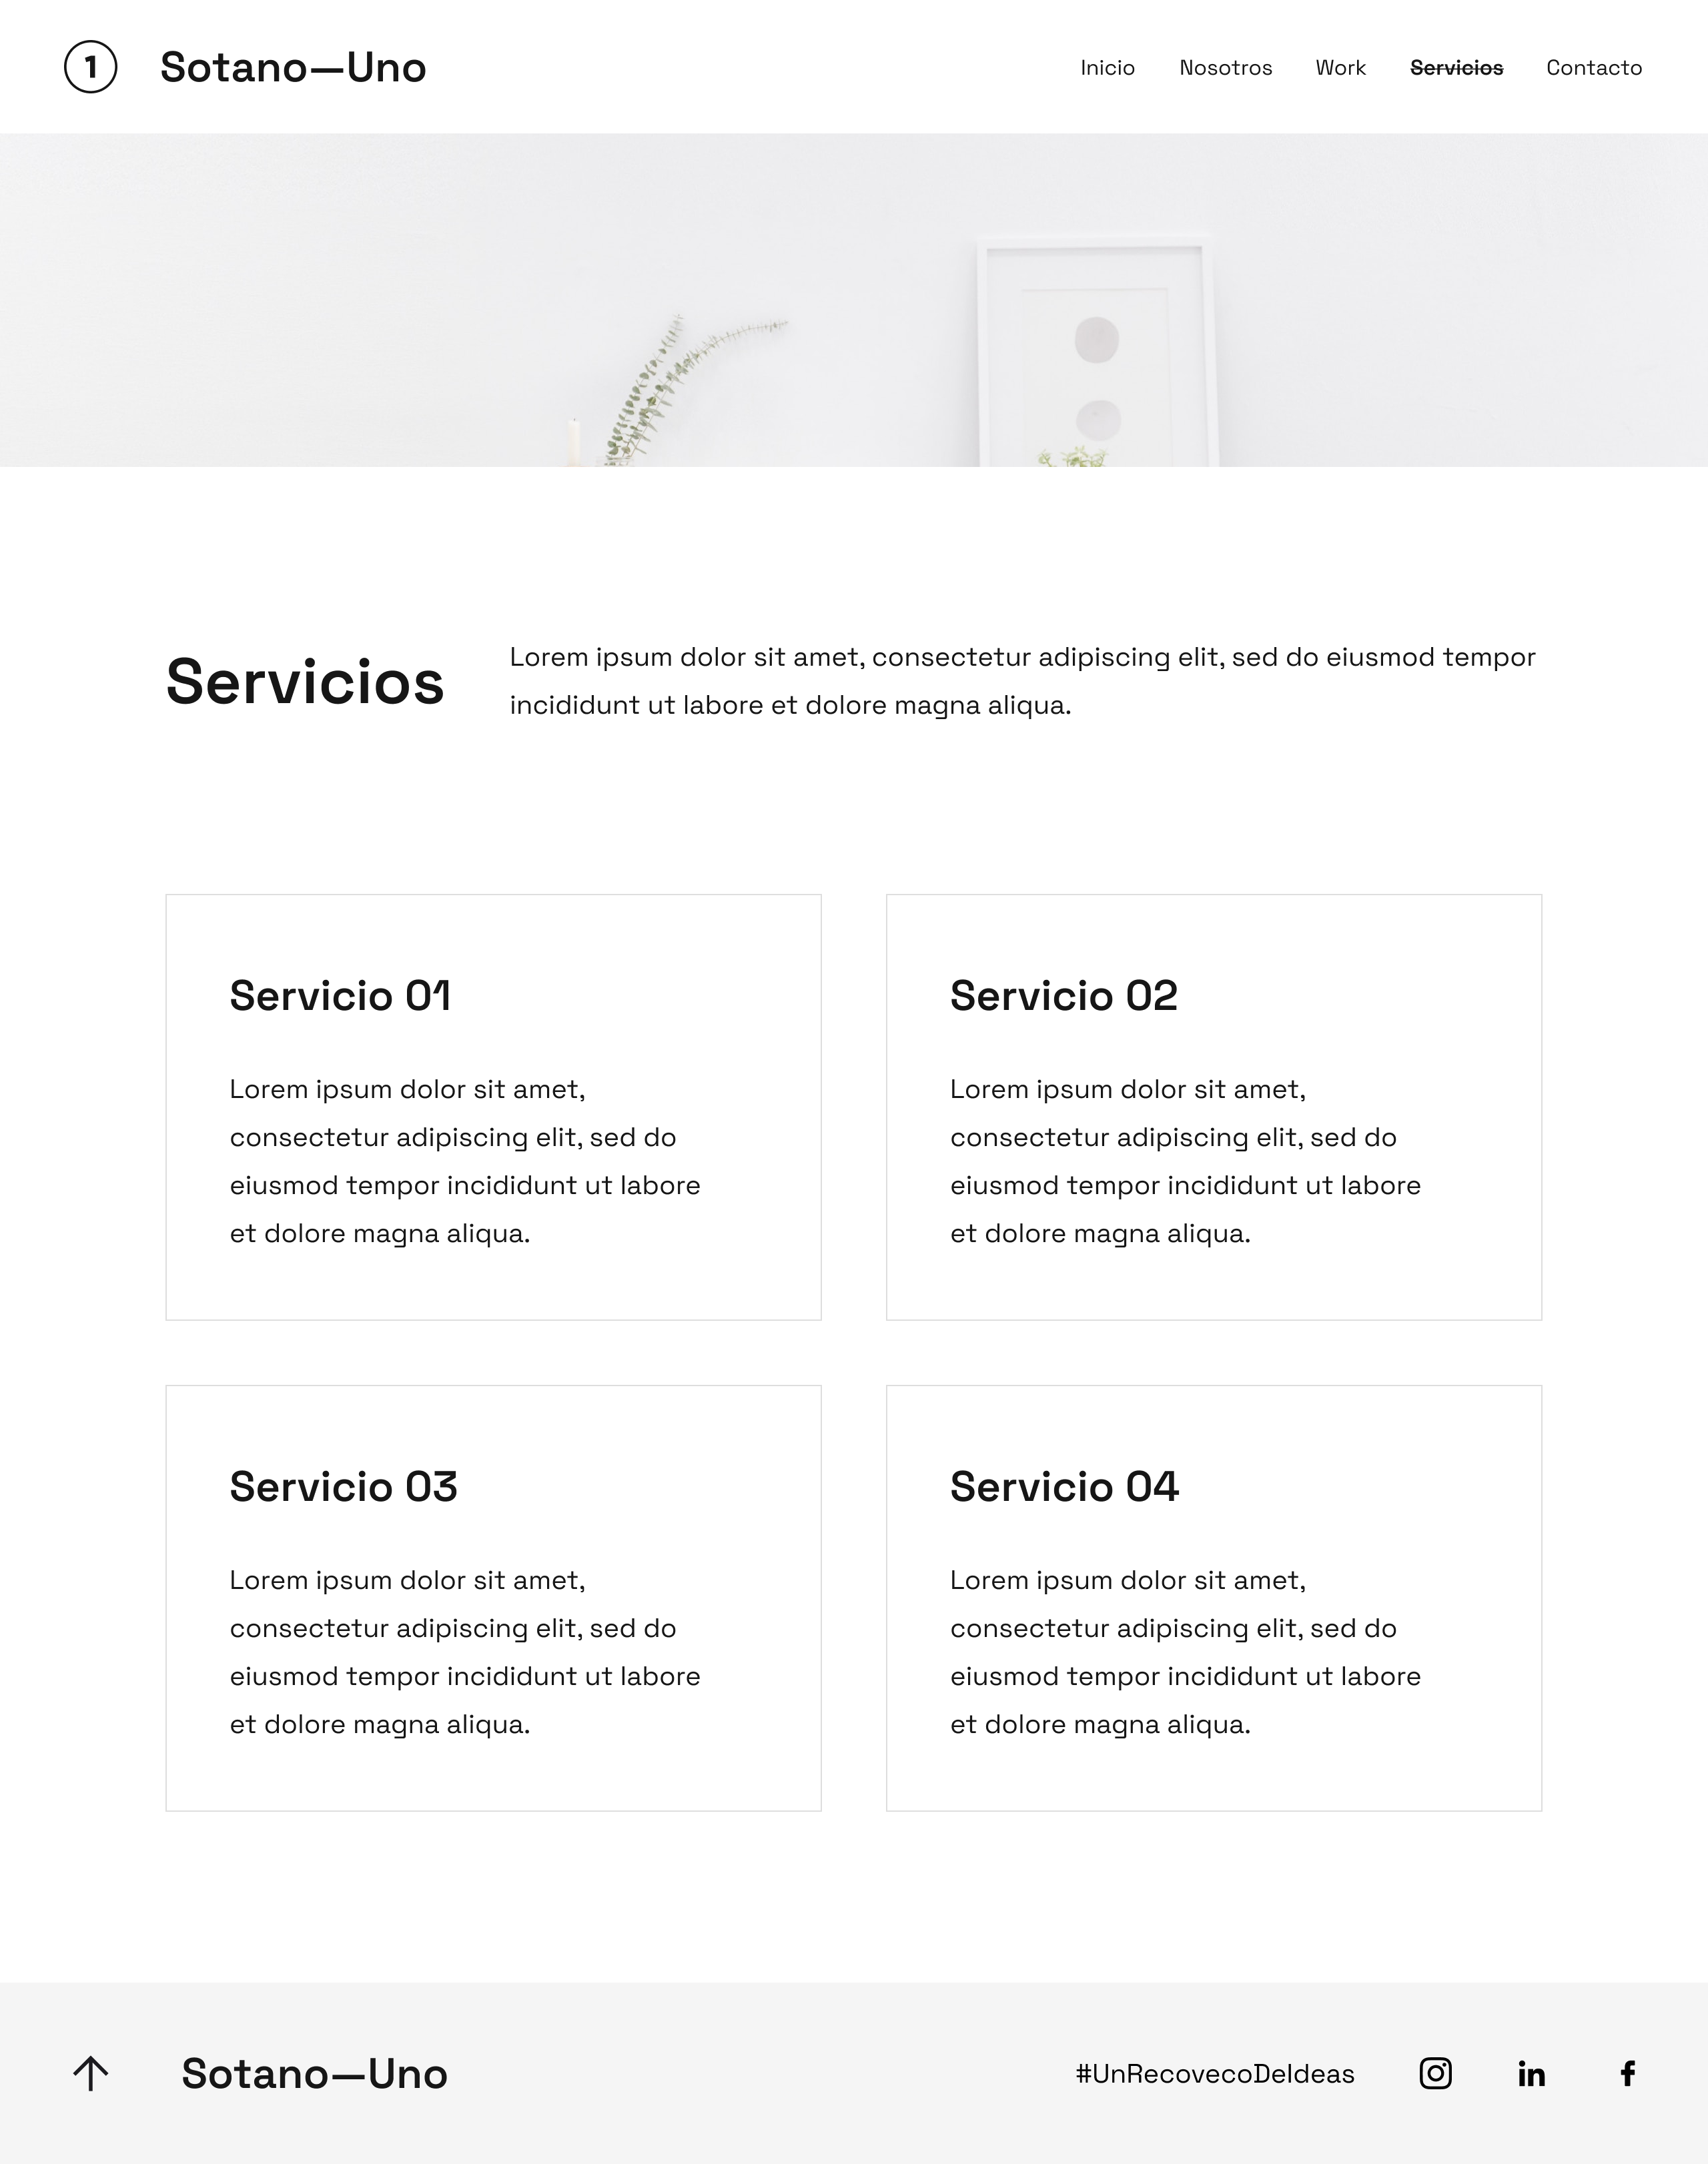 1 Sotano—Uno
Inicio Nosotros Work Servicios Contacto
Servicios
Lorem ipsum dolor sit amet, consectetur adipiscing elit, sed do eiusmod tempor
incididunt ut labore et dolore magna aliqua.
Servicio 01
Lorem ipsum dolor sit amet,
consectetur adipiscing elit, sed do
eiusmod tempor incididunt ut labore
et dolore magna aliqua.
Servicio 02
Lorem ipsum dolor sit amet,
consectetur adipiscing elit, sed do
eiusmod tempor incididunt ut labore
et dolore magna aliqua.
Servicio 03
Lorem ipsum dolor sit amet,
consectetur adipiscing elit, sed do
eiusmod tempor incididunt ut labore
et dolore magna aliqua.
Servicio 04
Lorem ipsum dolor sit amet,
consectetur adipiscing elit, sed do
eiusmod tempor incididunt ut labore
et dolore magna aliqua.
Sotano—Uno
#UnRecovecoDeIdeas